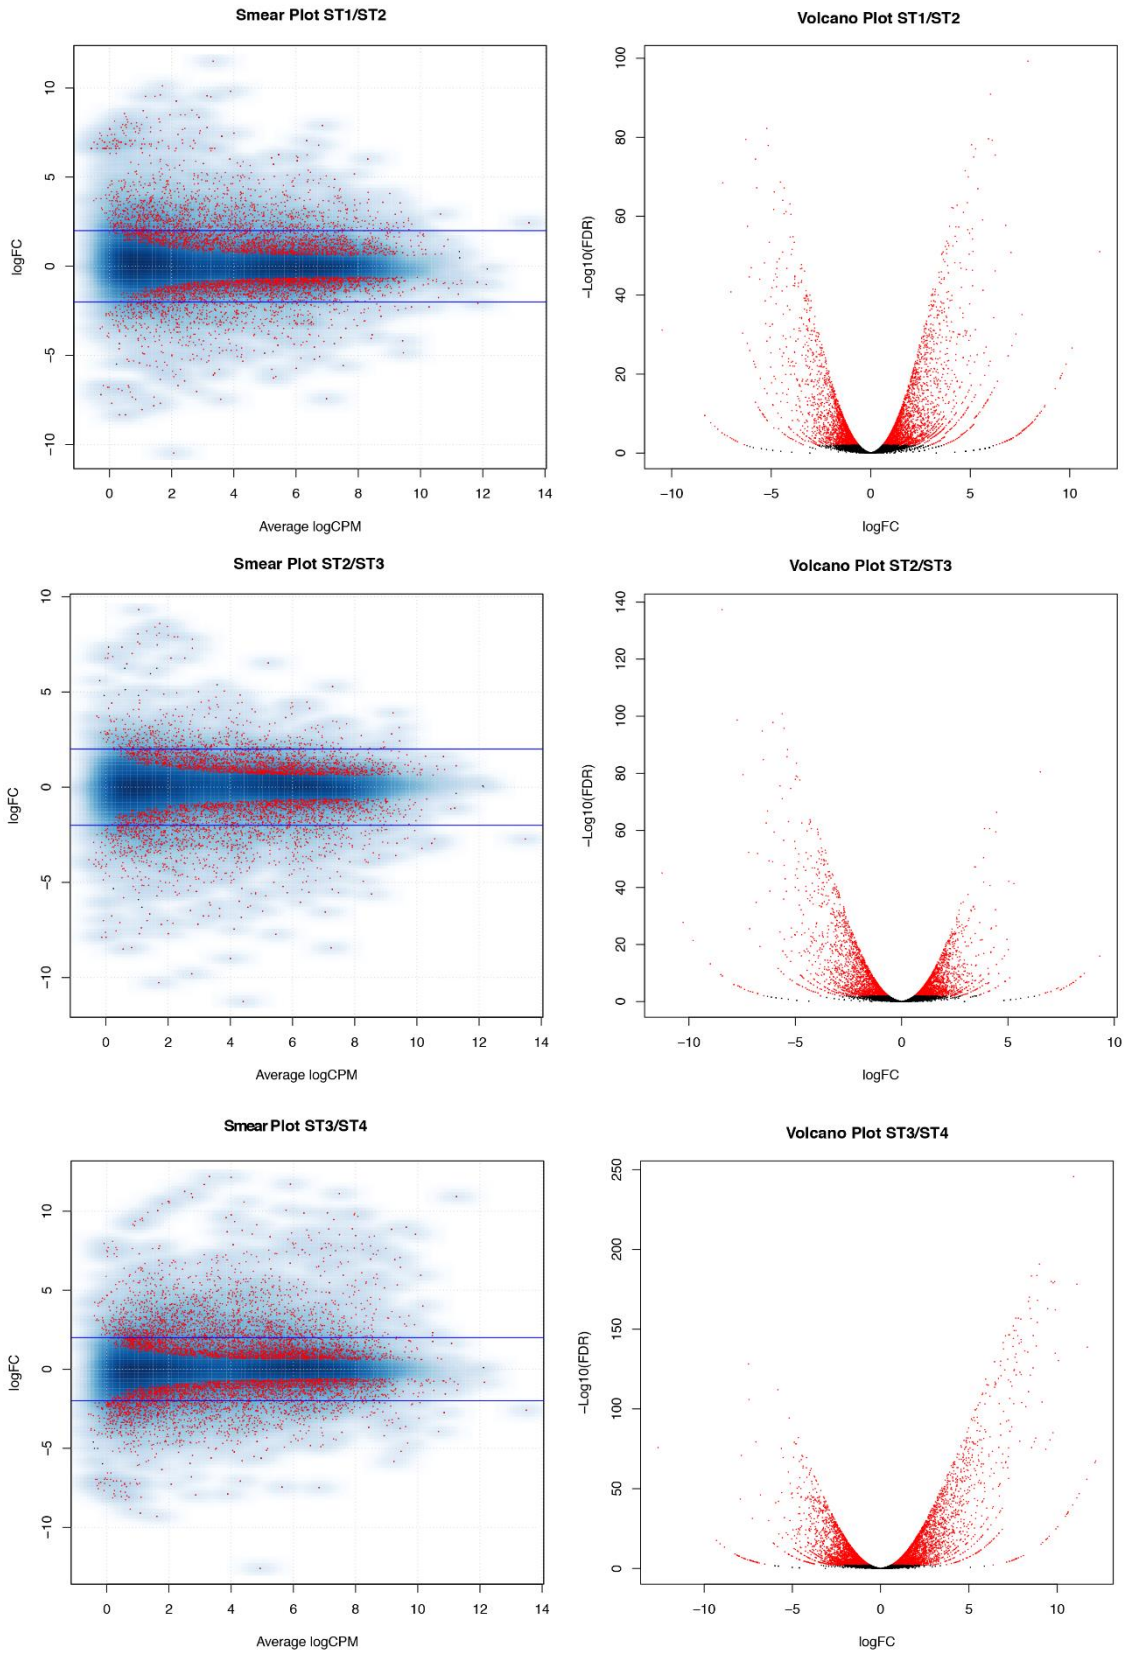 Smear Plot ST1/ST2
logFC
10
5
0
−5
−10
0 2 4 6 8 10 12 14
Average logCPM
Volcano Plot ST1/ST2
−Log10(FDR)
100
80
60
40
20
0
−10 −5 0 5 10
logFC
Smear Plot ST2/ST3
logFC
10
5
0
−5
−10
0 2 4 6 8 10 12 14
Average logCPM
Volcano Plot ST2/ST3
−Log10(FDR)
140
120
100
80
60
40
20
0
−10 −5 0 5 10
logFC
Smear Plot ST3/ST4
logFC
10
5
0
−5
−10
0 2 4 6 8 10 12 14
Average logCPM
Volcano Plot ST3/ST4
−Log10(FDR)
250
200
150
100
50
0
−10 −5 0 5 10
logFC